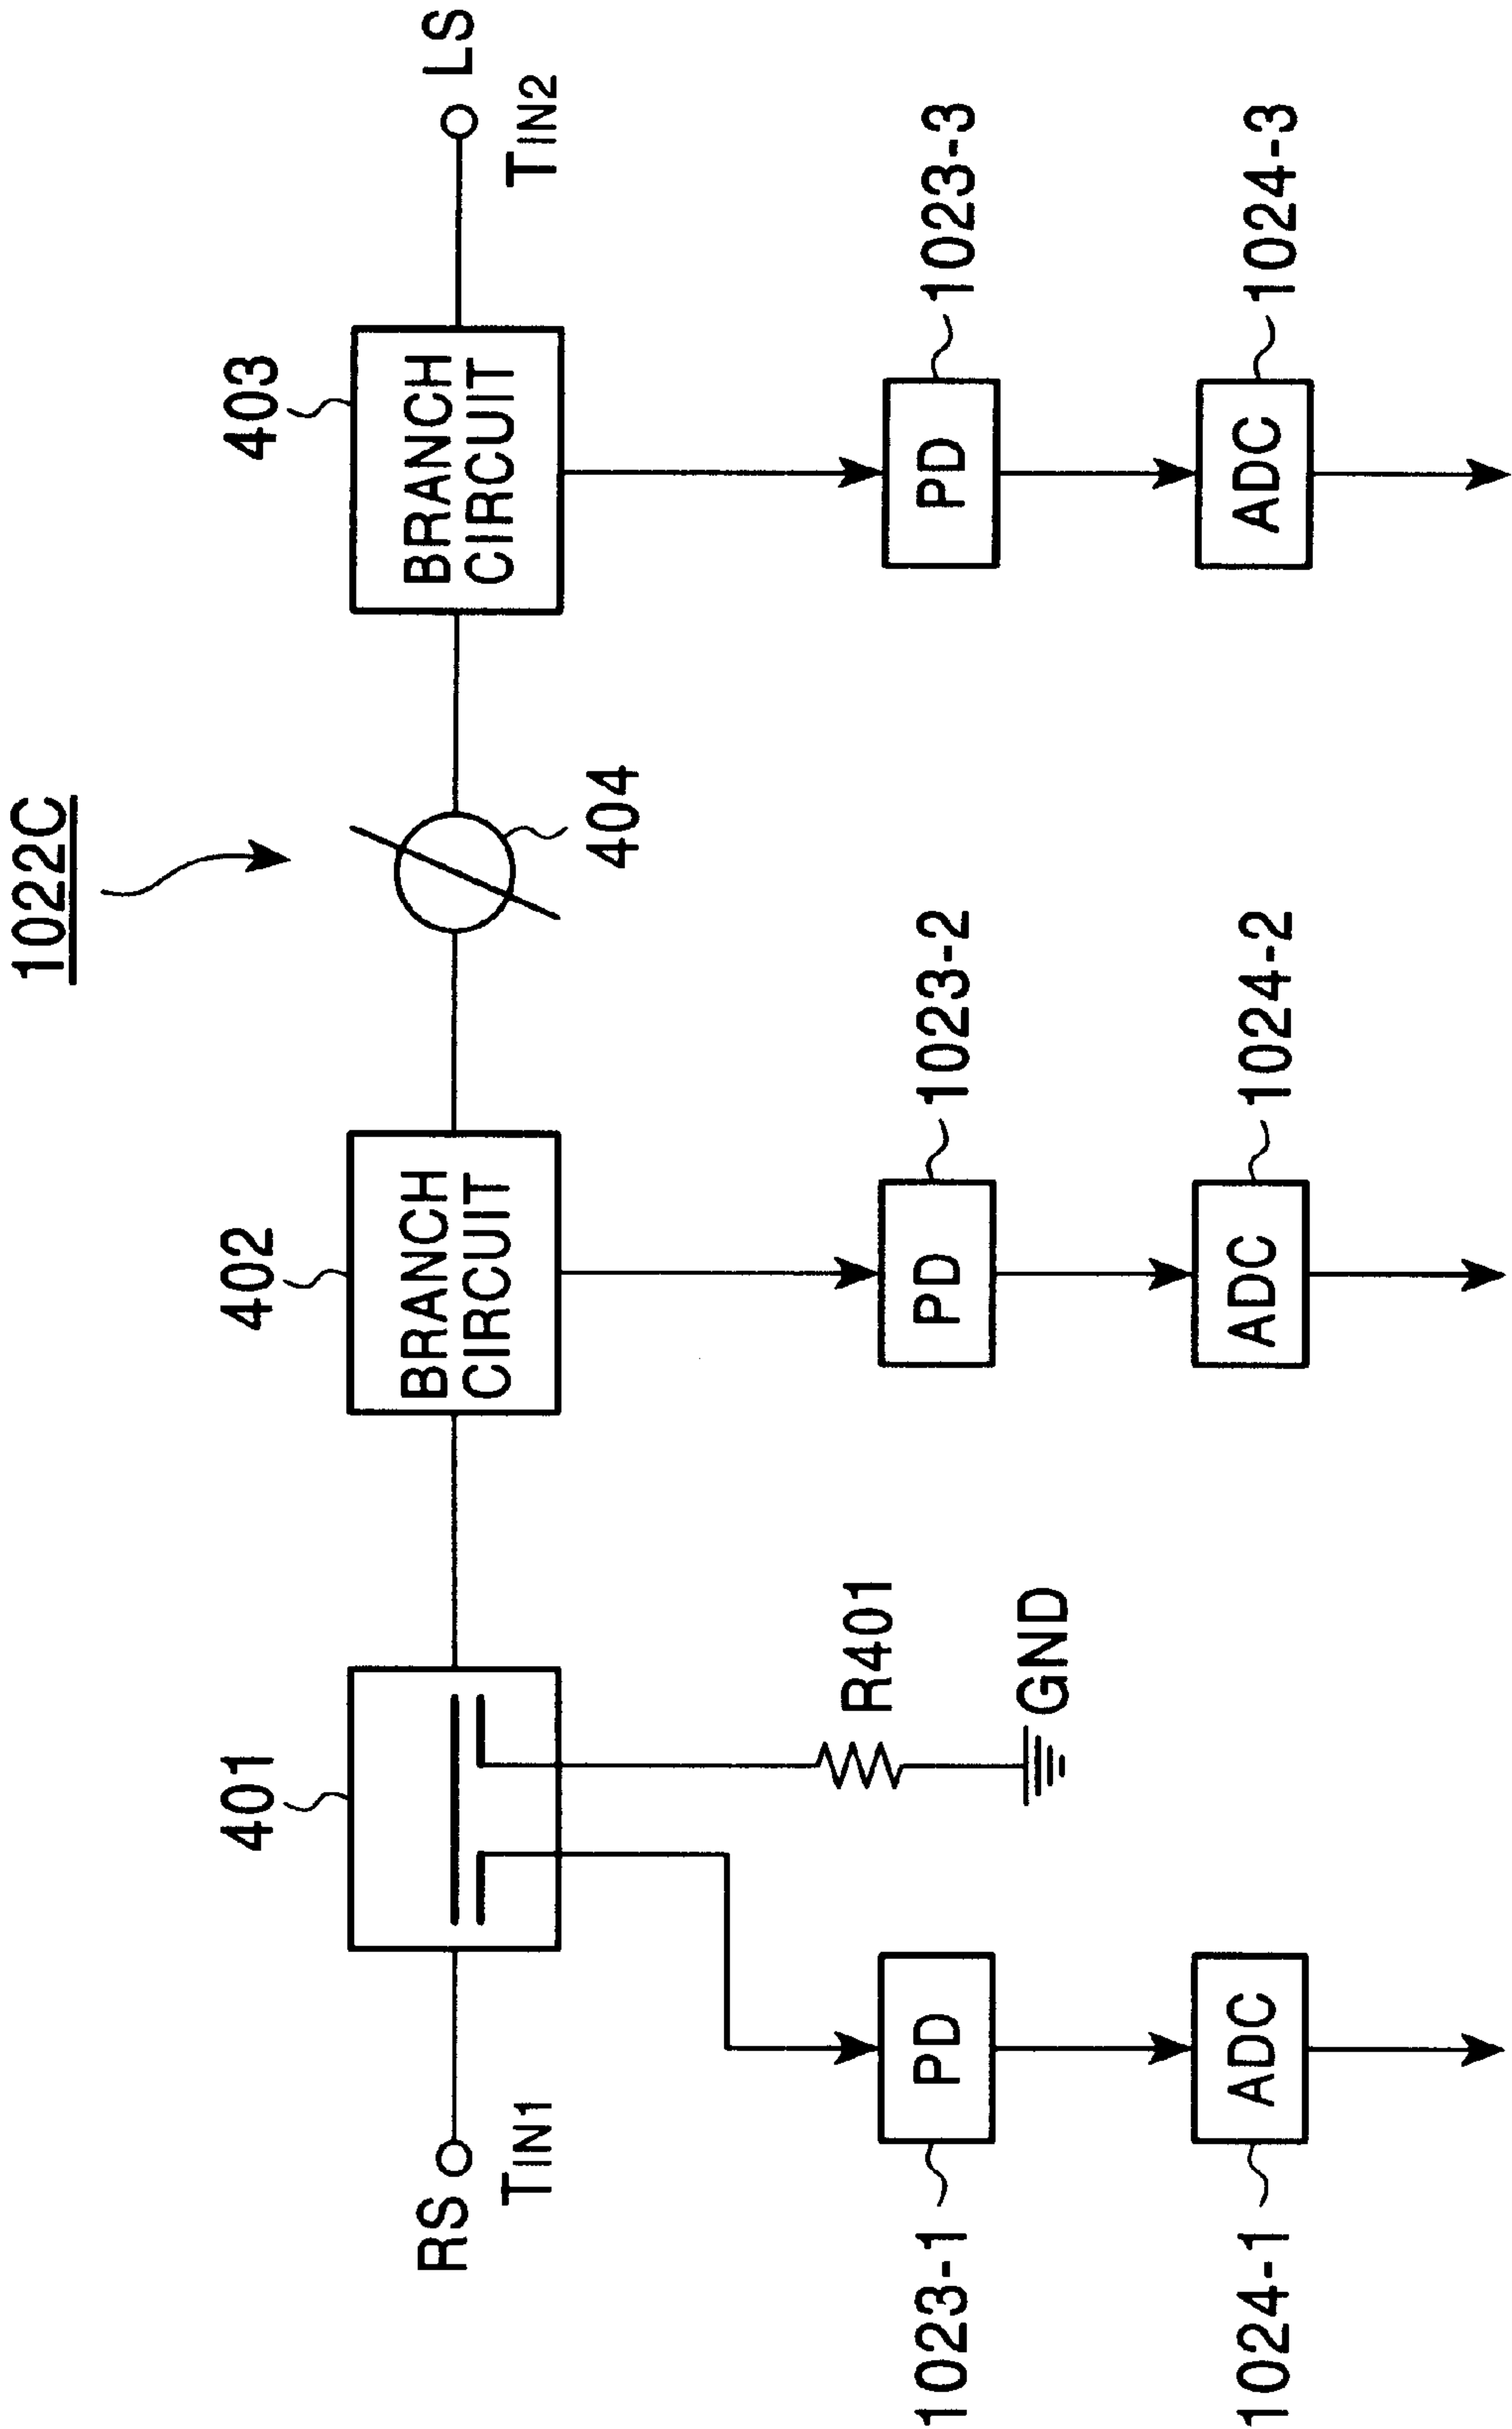 1022C
401
402
403
BRANCH
CIRCUIT
BRANCH
CIRCUIT
RS
TIN1
404
LS
TIN2
R401
GND
1023-1
PD
PD
1023-2
PD
1023-3
1024-1
ADC
ADC
1024-2
ADC
1024-3